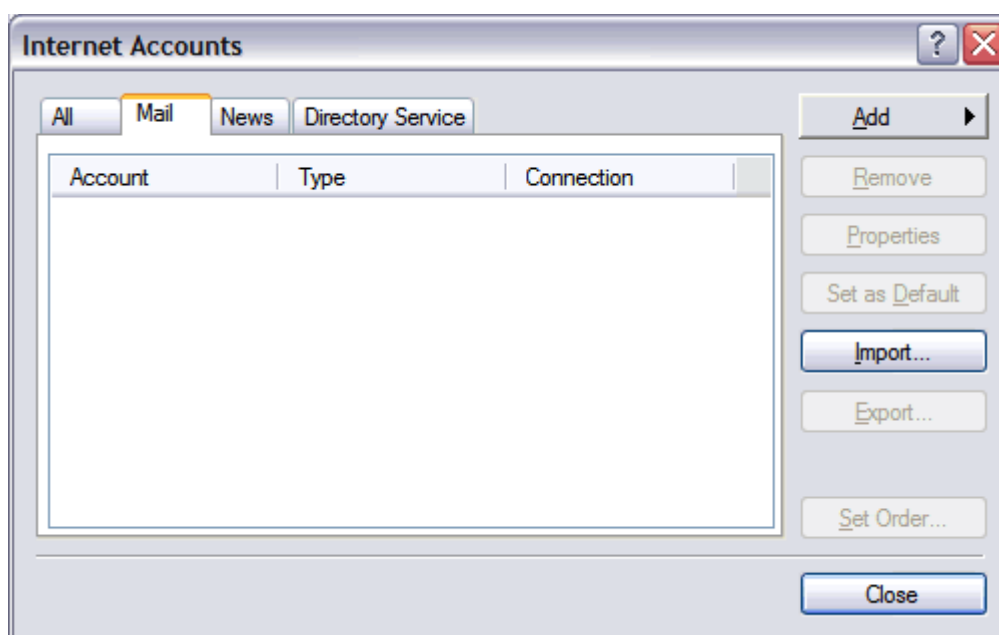 Internet Accounts
All Mail News Directory Service
Account Type Connection
Add
Remove
Properties
Set as Default
Import...
Export...
Set Order...
Close